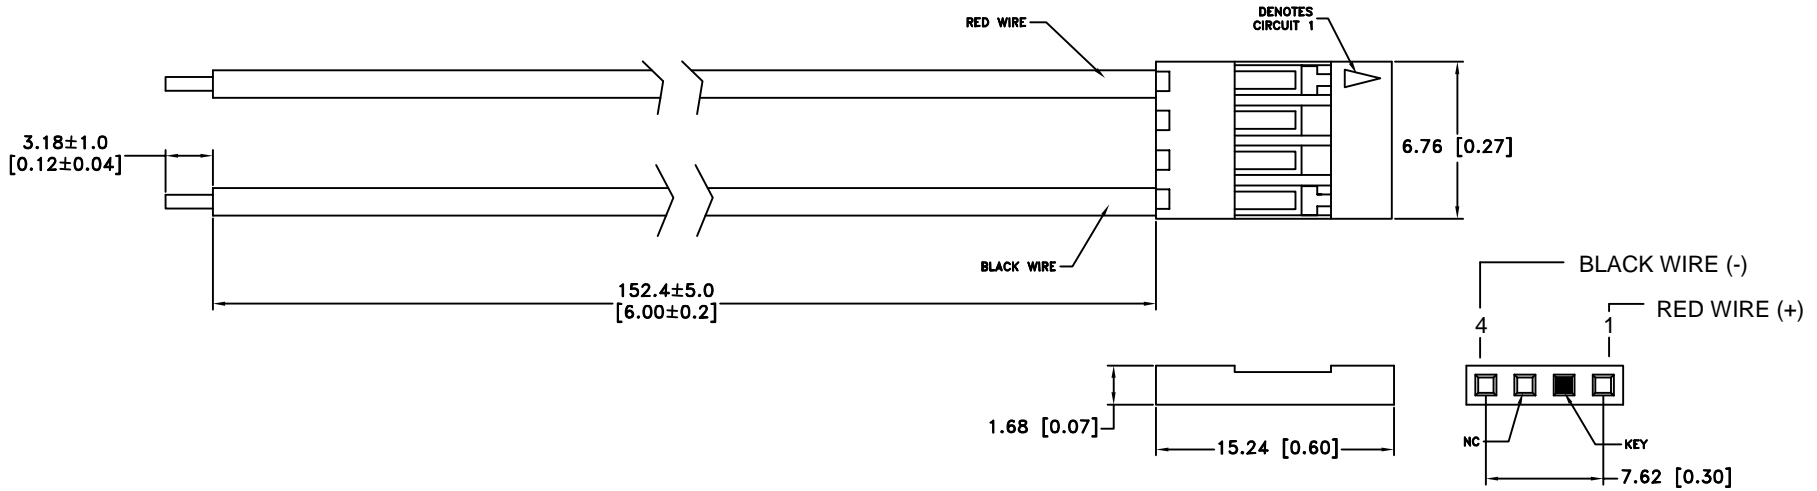 RED WIRE
DENOTES
CIRCUIT 1
3.18±1.0
[0.12±0.04]
6.76 [0.27]
BLACK WIRE
152.4±5.0
[6.00±0.2]
BLACK WIRE (-)
RED WIRE (+)
4
1
1.68 [0.07]
15.24 [0.60]
NC
KEY
7.62 [0.30]